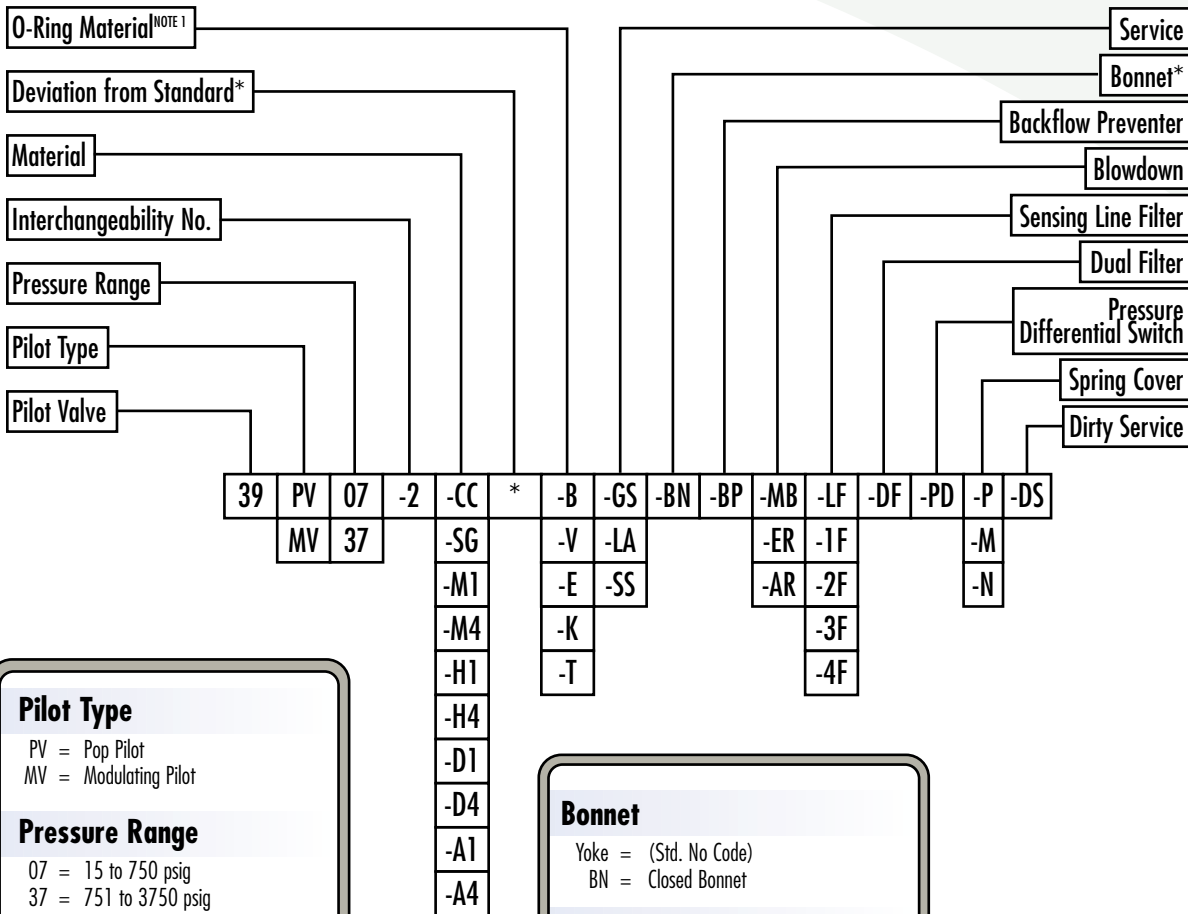 O-Ring Material NOTE 1
Deviation from Standard*
Material
Interchangeability No.
Pressure Range
Pilot Type
Pilot Valve
Service
Bonnet*
Backflow Preventer
Blowdown
Sensing Line Filter
Dual Filter
Pressure
Differential Switch
Spring Cover
Dirty Service
39 PV 07 -2 -CC * -B -GS -BN -BP -MB -LF -DF -PD -P -DS
MV 37 -SG -V -LA -ER -1F -M
-M1 -E -SS -AR -2F -N
-M4 -K -3F
-H1 -T -4F
-H4
-D1
-D4
-A1
-A4
Pilot Type
PV = Pop Pilot
MV = Modulating Pilot
Pressure Range
07 = 15 to 750 psig
37 = 751 to 3750 psig
Bonnet
Yoke = (Std. No Code)
BN = Closed Bonnet